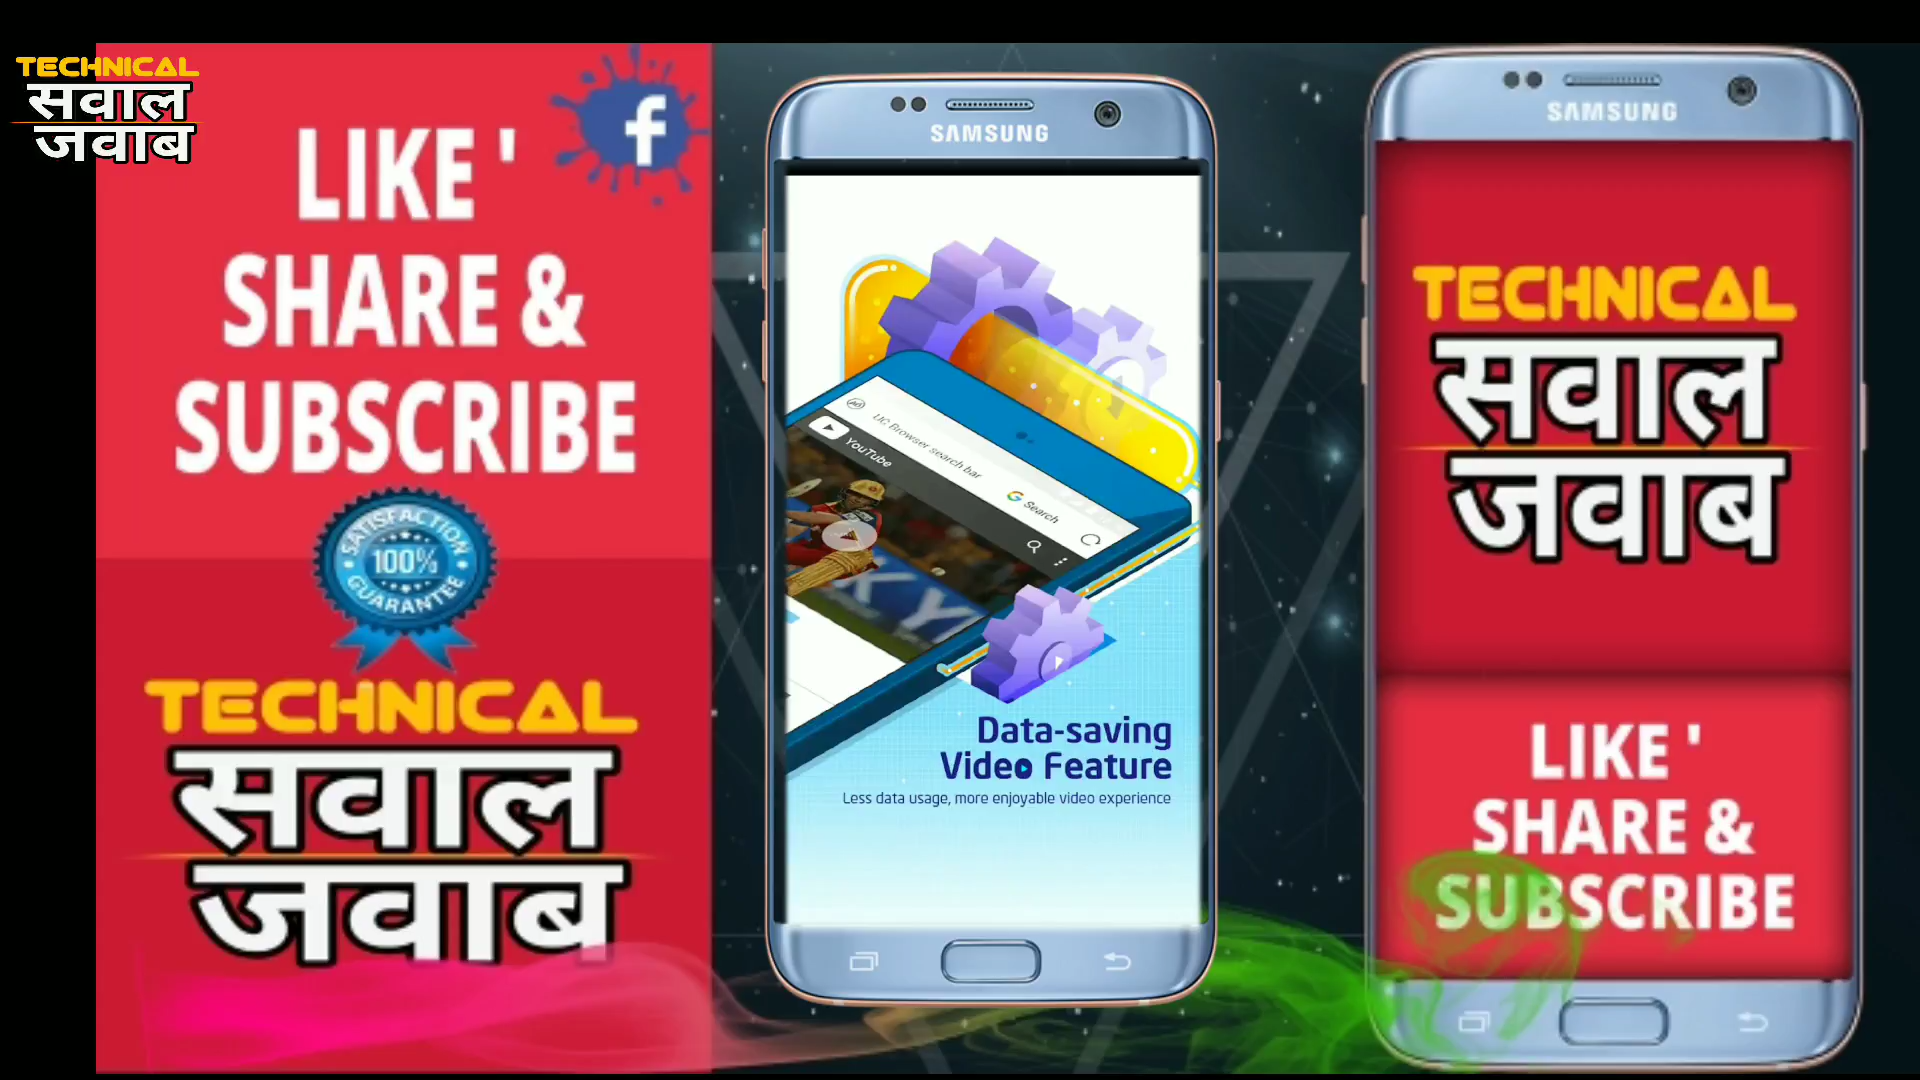 TECHNICAL
सवाल
जवाब
LIKE '
SHARE &
SUBSCRIBE
f
SATISFACTION
100%
GUARANTEE
TECHNICAL
सवाल
जवाब
SAMSUNG
UC Browser search bar
Search
YouTube
KY
Data-saving
Video Feature
Less data usage, more enjoyable video experience
SAMSUNG
TECHNICAL
सवाल
जवाब
LIKE '
SHARE &
SUBSCRIBE